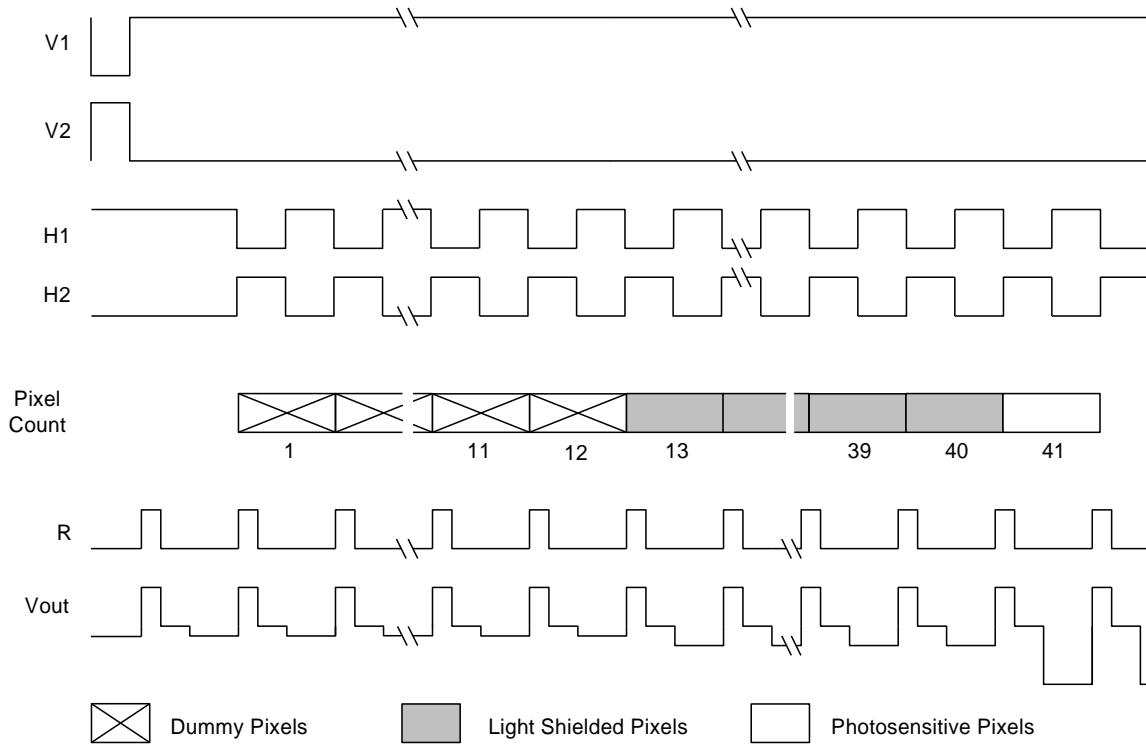 V1
V2
H1
H2
Pixel
Count
1 11 12 13 39 40 41
R
Vout
Dummy Pixels Light Shielded Pixels Photosensitive Pixels